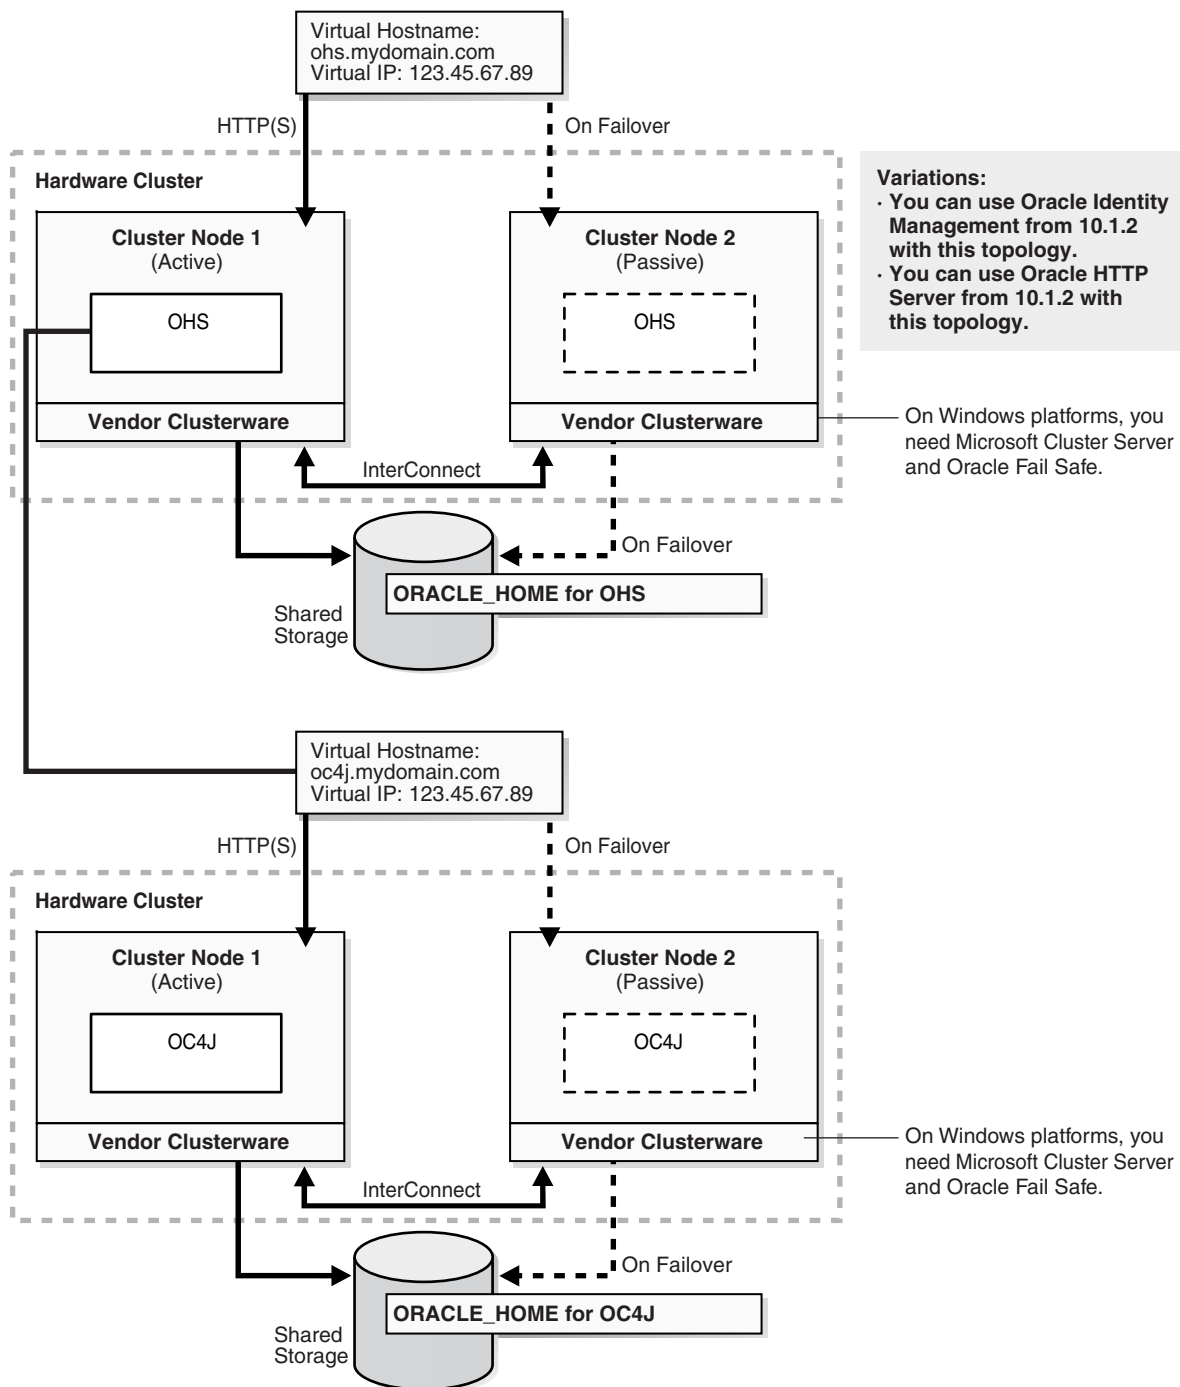 Virtual Hostname:
ohs.mydomain.com
Virtual IP: 123.45.67.89
HTTP(S)
On Failover
Hardware Cluster
Cluster Node 1
(Active)
OHS
Vendor Clusterware
Cluster Node 2
(Passive)
OHS
Vendor Clusterware
InterConnect
Variations:
· You can use Oracle Identity
Management from 10.1.2
with this topology.
· You can use Oracle HTTP
Server from 10.1.2 with
this topology.
On Windows platforms, you
need Microsoft Cluster Server
and Oracle Fail Safe.
On Failover
ORACLE_HOME for OHS
Shared
Storage
Virtual Hostname:
oc4j.mydomain.com
Virtual IP: 123.45.67.89
HTTP(S)
On Failover
Hardware Cluster
Cluster Node 1
(Active)
OC4J
Vendor Clusterware
Cluster Node 2
(Passive)
OC4J
Vendor Clusterware
InterConnect
On Windows platforms, you
need Microsoft Cluster Server
and Oracle Fail Safe.
On Failover
ORACLE_HOME for OC4J
Shared
Storage